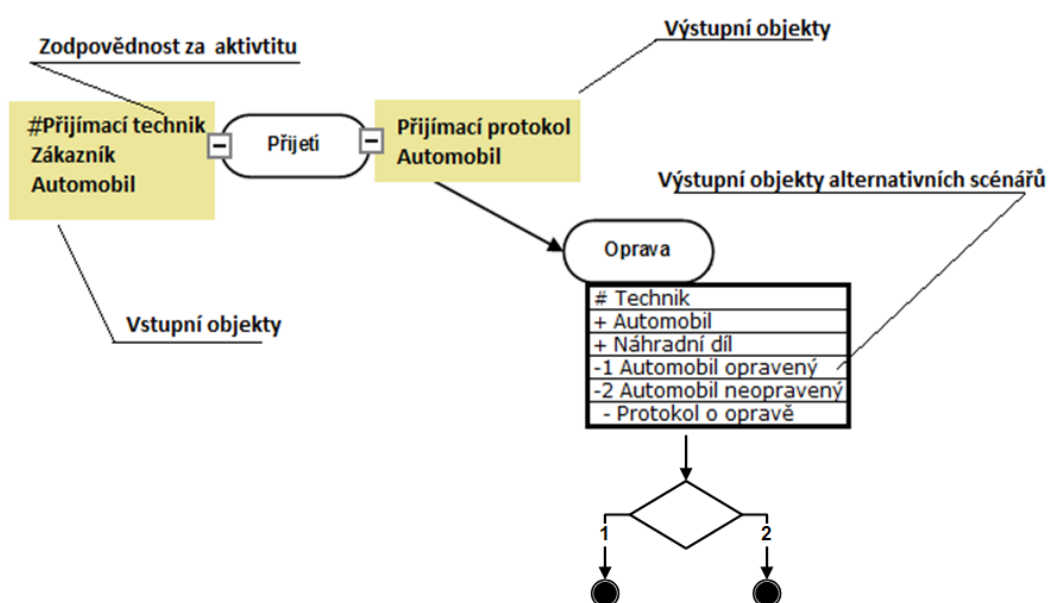 Zodpovědnost za aktivtitu
Výstupní objekty
#Přijímací technik
Zákazník
Automobil
Přijetí
Přijímací protokol
Automobil
Výstupní objekty alternativních scénářů
Vstupní objekty
Oprava
# Technik
+ Automobil
+ Náhradní díl
-1 Automobil opravený
-2 Automobil neopravený
- Protokol o opravě
1
2